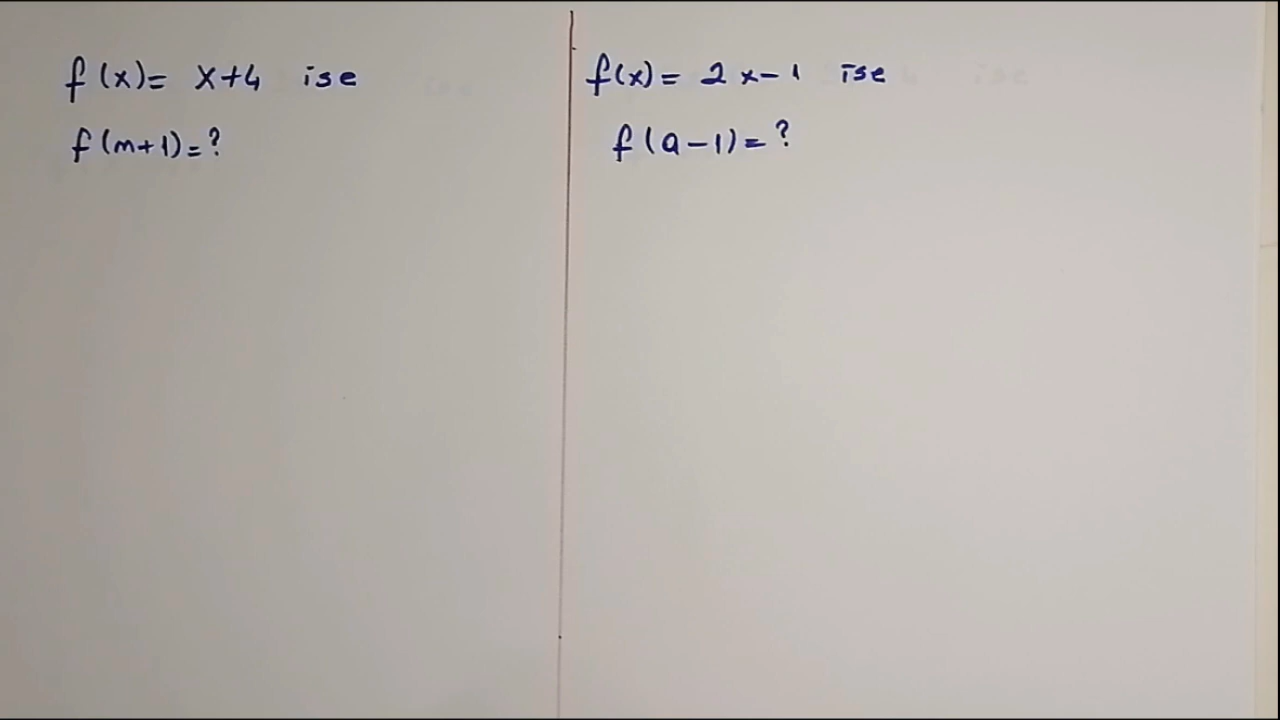 f(x)= x+4 ise
f(m+1)=?
f(x)= 2x-1 ise
f(a-1)=?